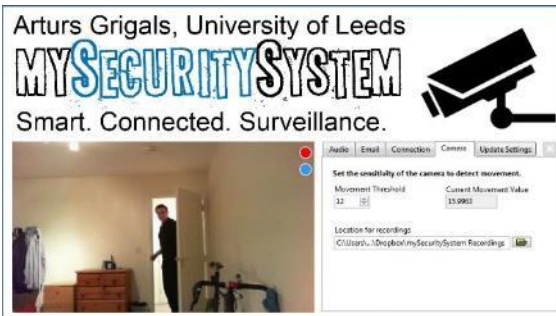 Arturs Grigals, University of Leeds
MYSECURITYSYSTEM
Smart. Connected. Surveillance.
Audio Email Connection Camera Update Settings
Set the sensitivity of the camera to detect movement.
Movement Threshold Current Movement Value
12 15.9962
Location for recordings
C:\Users\...\Dropbox\mySecuritySystem Recordings